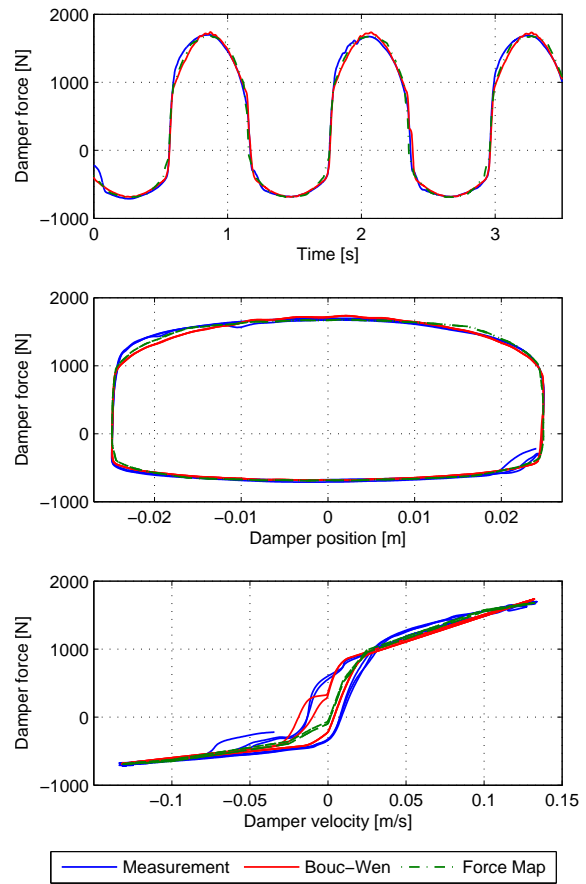 2000
1000
0
−1000
Damper force [N]
0 1 2 3
Time [s]
2000
1000
0
−1000
Damper force [N]
−0.02 −0.01 0 0.01 0.02
Damper position [m]
2000
1000
0
−1000
Damper force [N]
−0.1 −0.05 0 0.05 0.1 0.15
Damper velocity [m/s]
Measurement Bouc−Wen Force Map